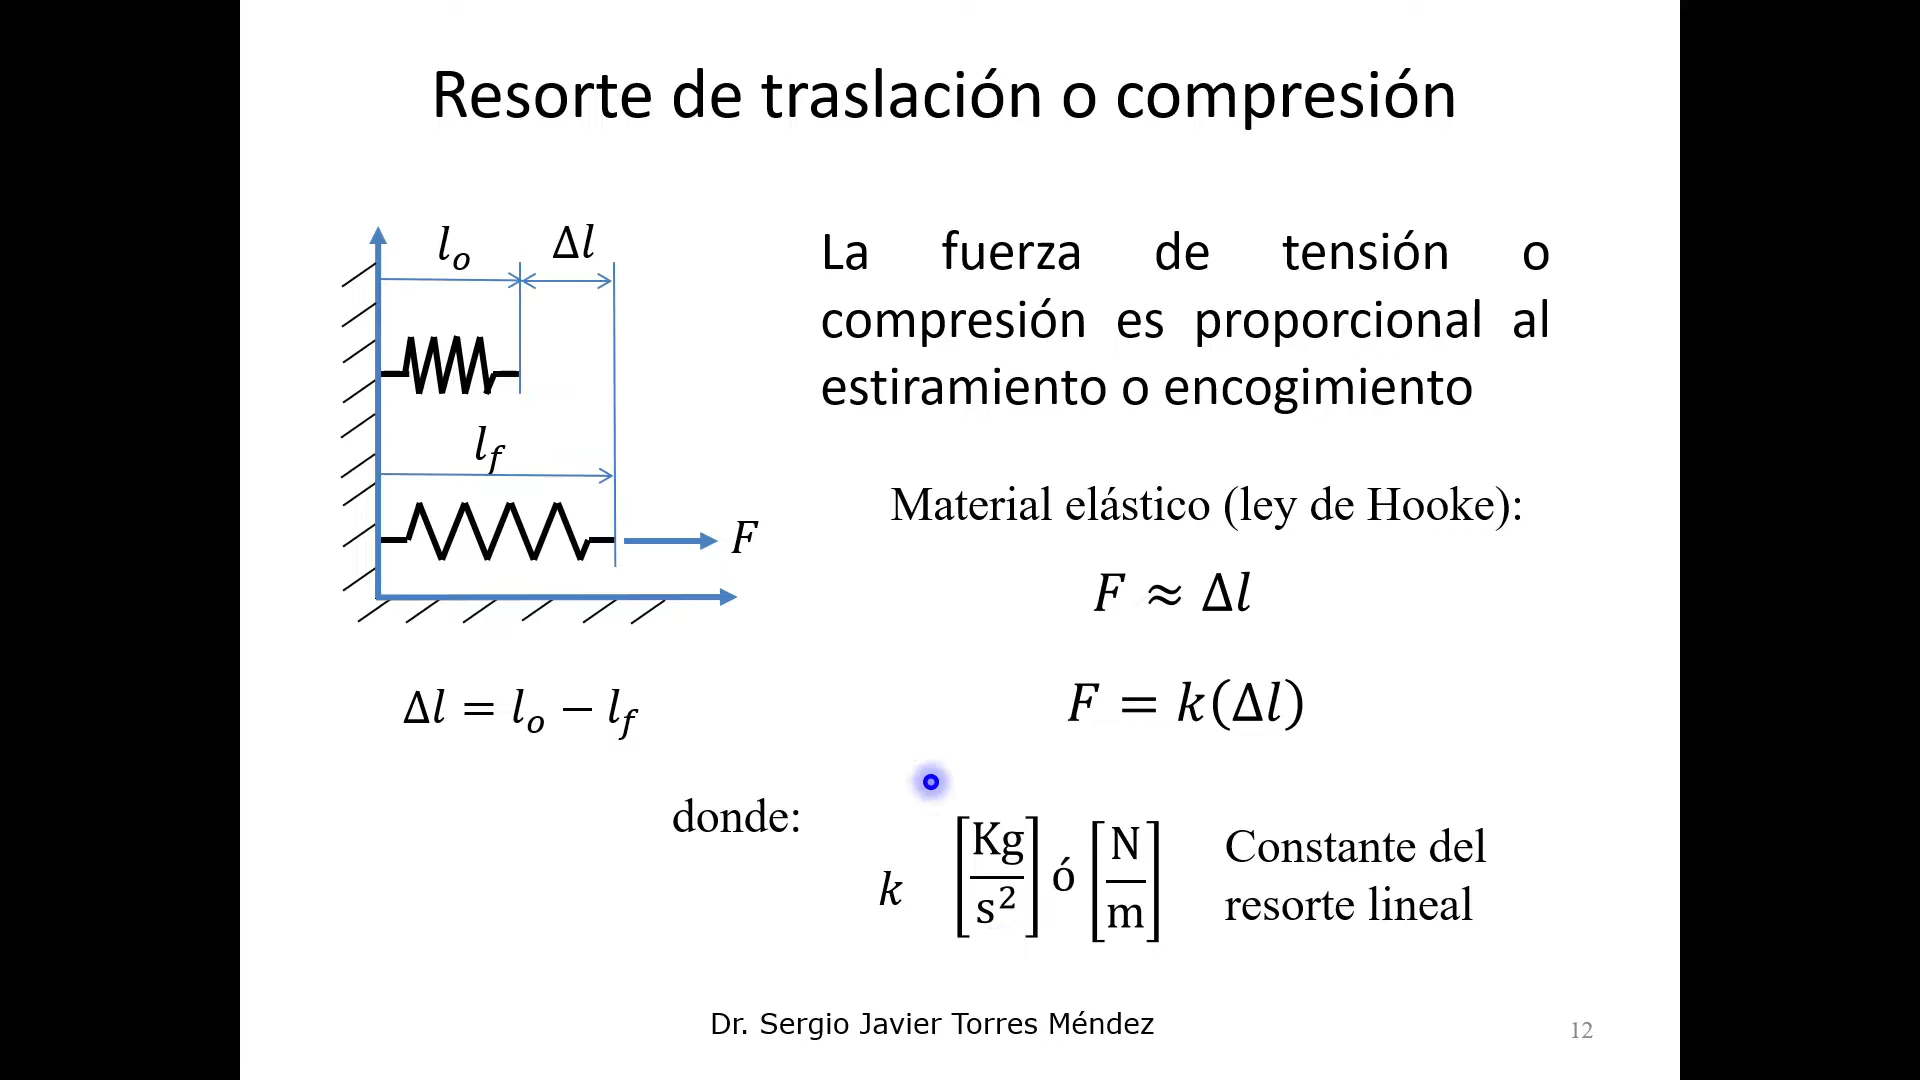 Resorte de traslación o compresión
l_o
Δl
l_f
F
Δl = l_o − l_f
La fuerza de tensión o
compresión es proporcional al
estiramiento o encogimiento
Material elástico (ley de Hooke):
F ≈ Δl
F = k(Δl)
donde:
k [Kg/s²] ó [N/m]
Constante del
resorte lineal
Dr. Sergio Javier Torres Méndez
12